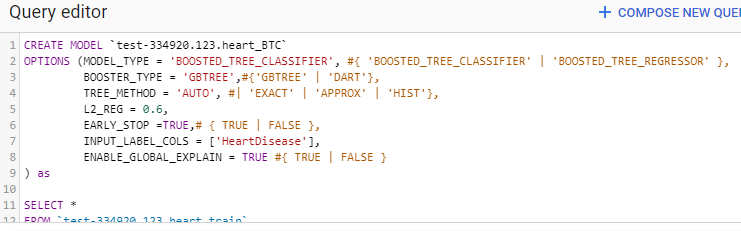 Query editor
+ COMPOSE NEW QUE
1 CREATE MODEL `test-334920.123.heart_BTC`
2 OPTIONS (MODEL_TYPE = 'BOOSTED_TREE_CLASSIFIER', #{ 'BOOSTED_TREE_CLASSIFIER' | 'BOOSTED_TREE_REGRESSOR' },
3 BOOSTER_TYPE = 'GBTREE',#{'GBTREE' | 'DART'},
4 TREE_METHOD = 'AUTO', #| 'EXACT' | 'APPROX' | 'HIST'},
5 L2_REG = 0.6,
6 EARLY_STOP =TRUE,# { TRUE | FALSE },
7 INPUT_LABEL_COLS = ['HeartDisease'],
8 ENABLE_GLOBAL_EXPLAIN = TRUE #{ TRUE | FALSE }
9 ) as
10
11 SELECT *
12 FROM `test-334920.123.heart_train`